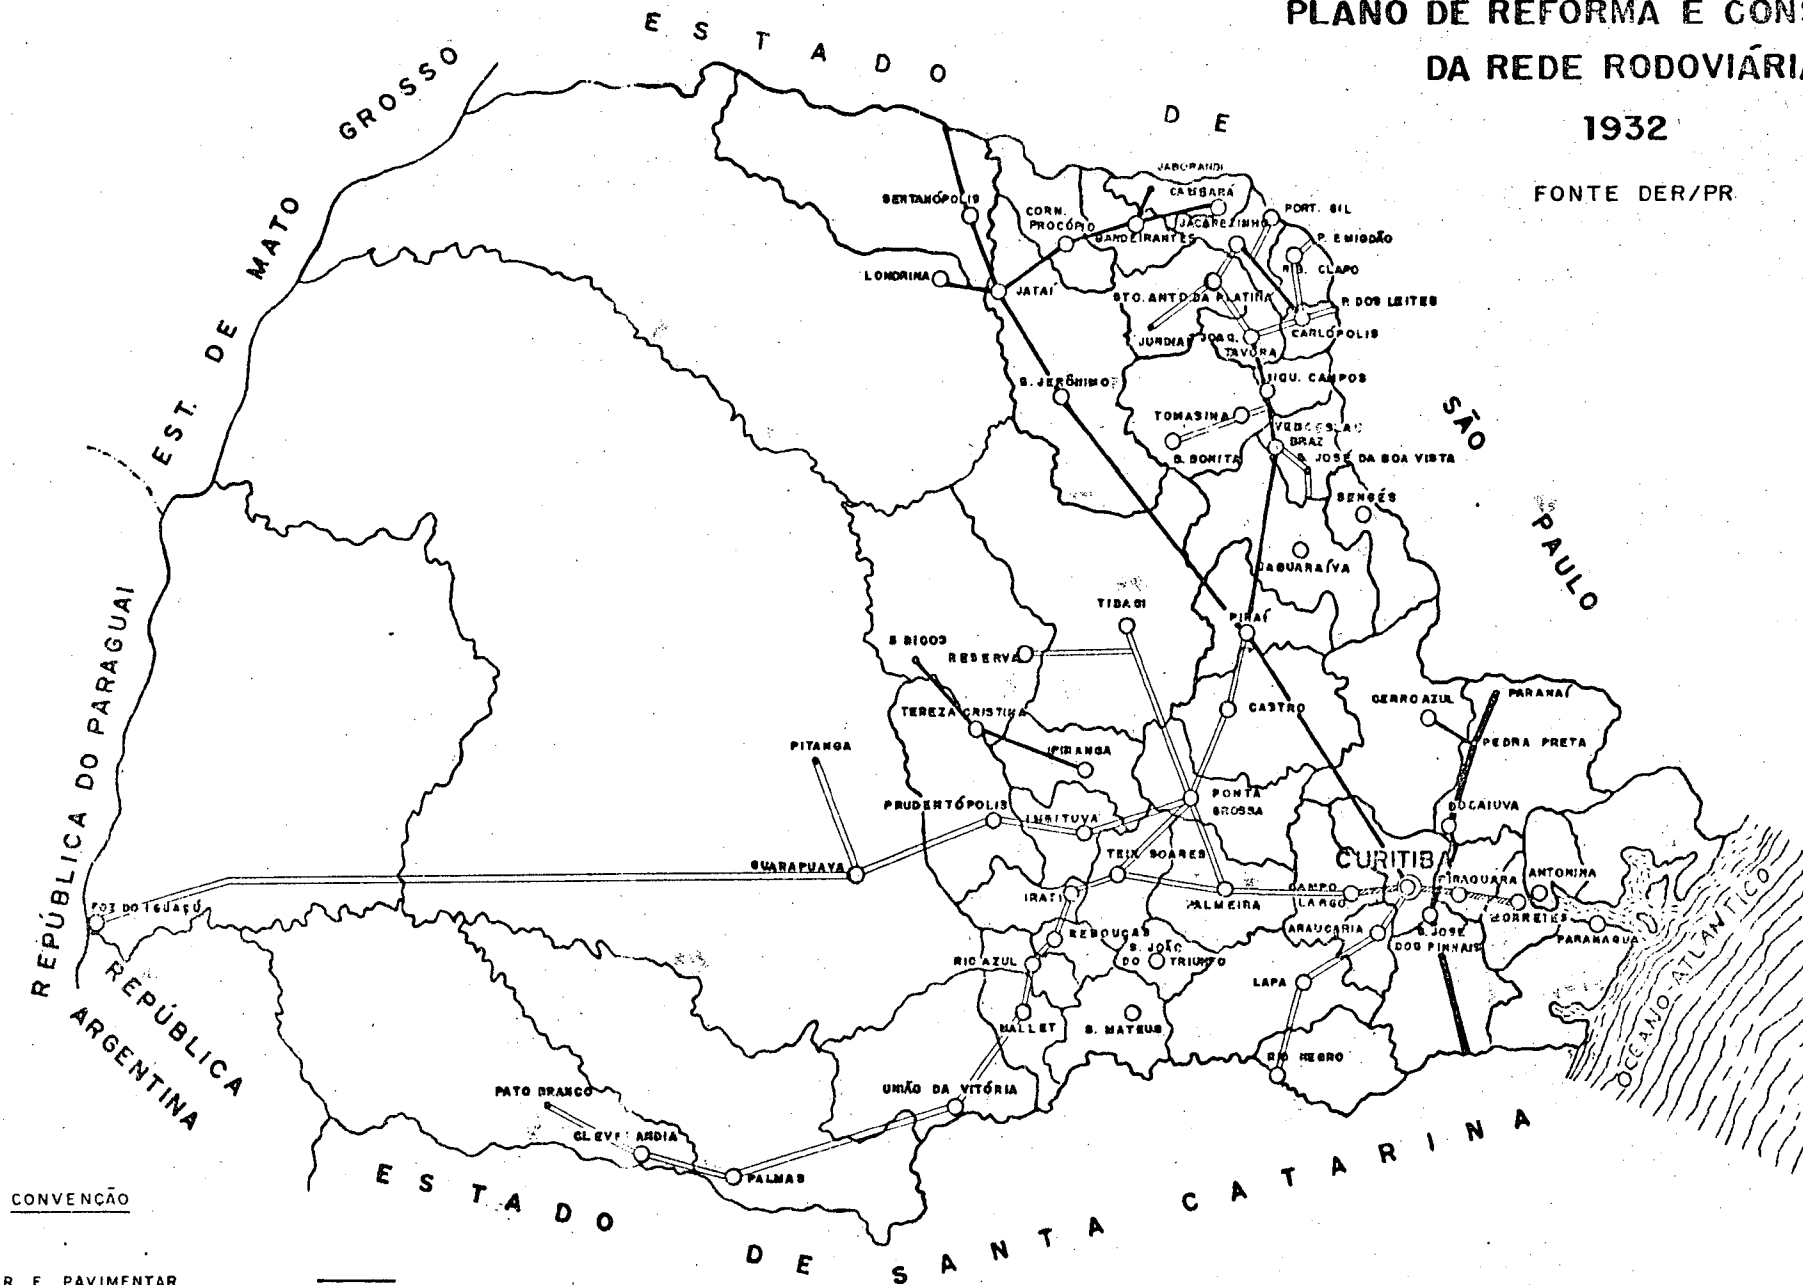 PLANO DE REFORMA E CONS
DA REDE RODOVIÁRIA
1932
FONTE DER/PR
ESTADO DE
SÃO PAULO
EST. DE MATO GROSSO
REPÚBLICA DO PARAGUAI
REPÚBLICA
ARGENTINA
ESTADO DE SANTA CATARINA
OCEANO ATLÂNTICO
JABORANDI
CAMBARÁ
SERTANÓPOLIS
CORN.
PROCÓPIO
BANDEIRANTES
JACAREZINHO
PORT. GIL
P. EMIGDÃO
RIB. CLARO
LONDRINA
JATAÍ
STO. ANTO DA PLATINA
P. DOS LEITES
CARLÓPOLIS
JUNDIAÍ
JOAQ.
TAVORA
S. JERÔNIMO
SIQU. CAMPOS
TOMASINA
VENCESLAU
BRAZ
B. BONITA
S. JOSÉ DA BOA VISTA
SENGÉS
JAGUARAÍVA
TIBAGI
PIRAÍ
RESERVA
TEREZA CRISTINA
CASTRO
CERRO AZUL
PARANAÍ
PEDRA PRETA
PITANGA
IPIRANGA
PONTA
GROSSA
PRUDENTÓPOLIS
IMBITUVA
BOCAIUVA
GUARAPUAVA
TEIX. SOARES
CURITIBA
PIRAQUARA
ANTONINA
IRATI
PALMEIRA
CAMPO
LARGO
MORRETES
FOZ DO IGUAÇÚ
REBOUÇAS
ARAUCARIA
S. JOSÉ
DOS PINHAIS
PARANAGUA
RIO AZUL
S. JOÃO
DO TRIUNFO
LAPA
MALLET
S. MATEUS
RIO NEGRO
PATO BRANCO
UNIÃO DA VITÓRIA
CLEVELANDIA
PALMAS
CONVENÇÃO
R E PAVIMENTAR